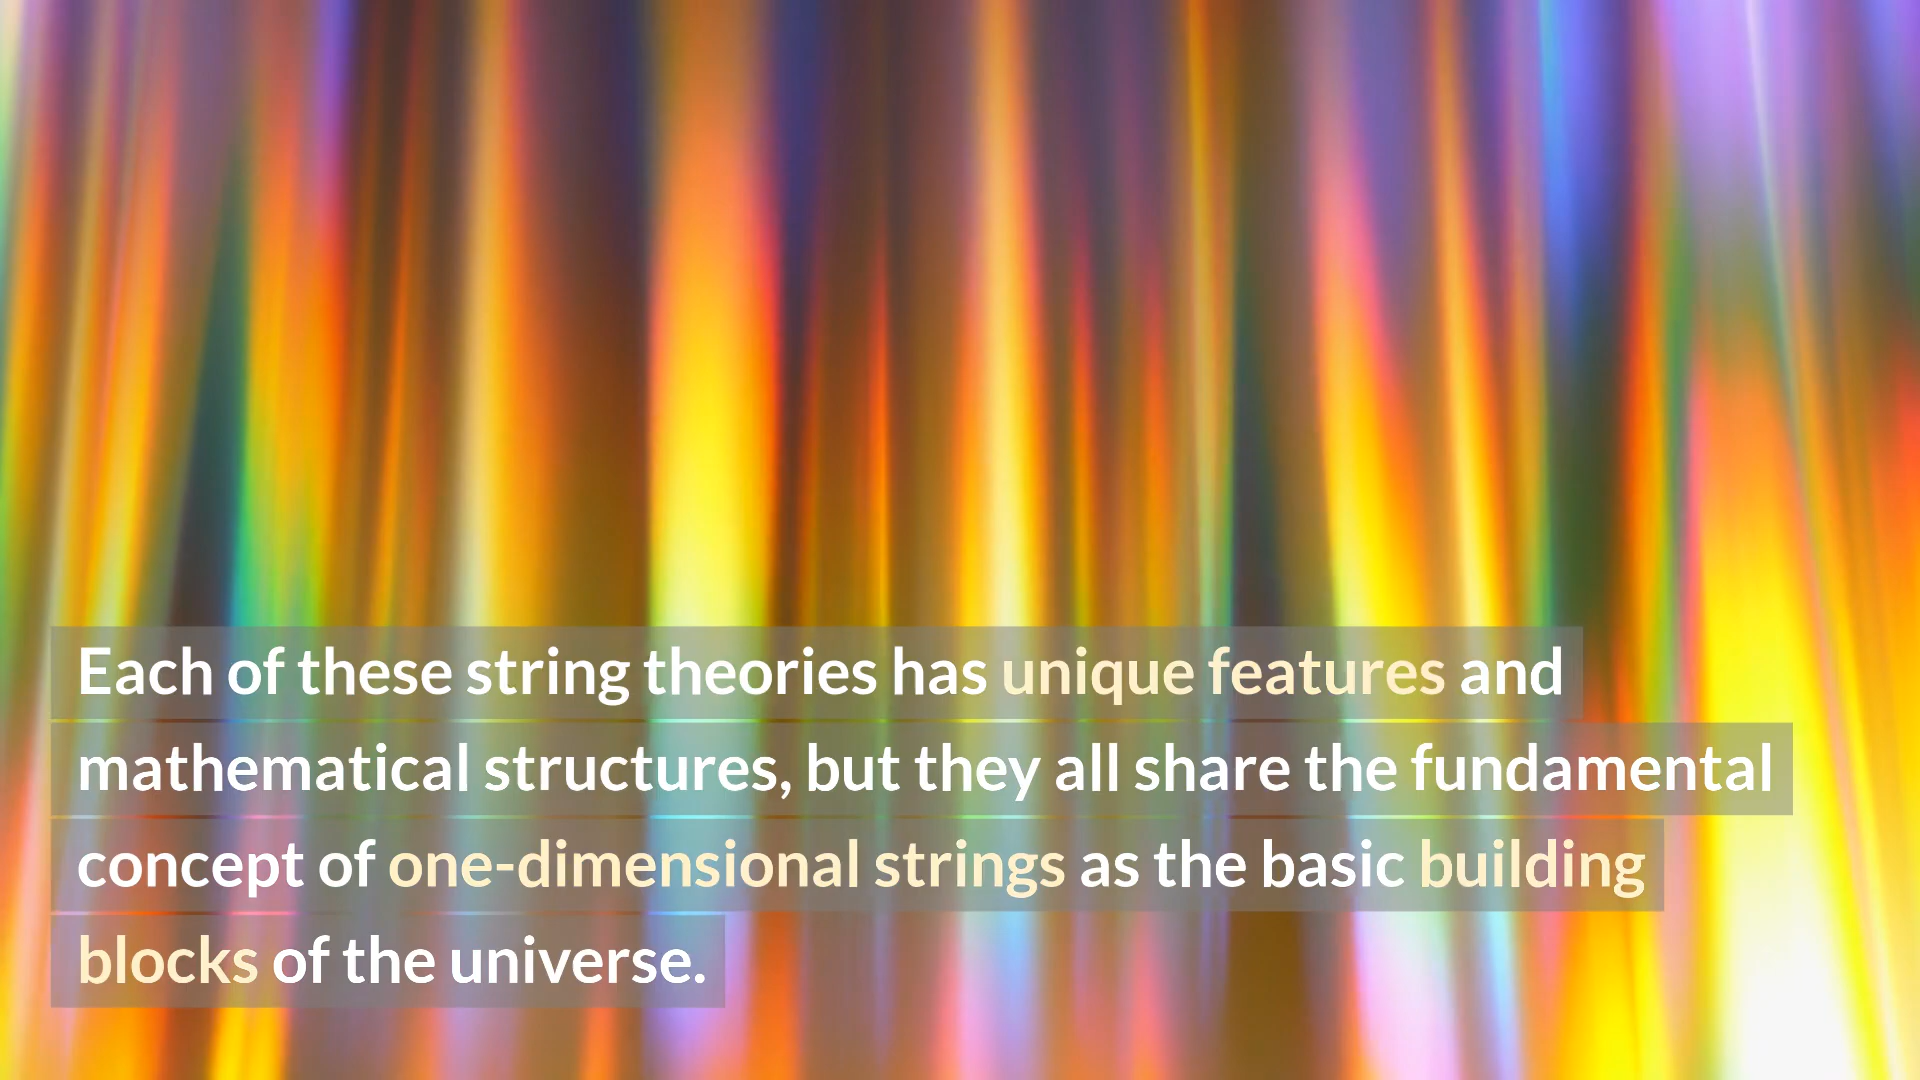 Each of these string theories has unique features and
mathematical structures, but they all share the fundamental
concept of one-dimensional strings as the basic building
blocks of the universe.